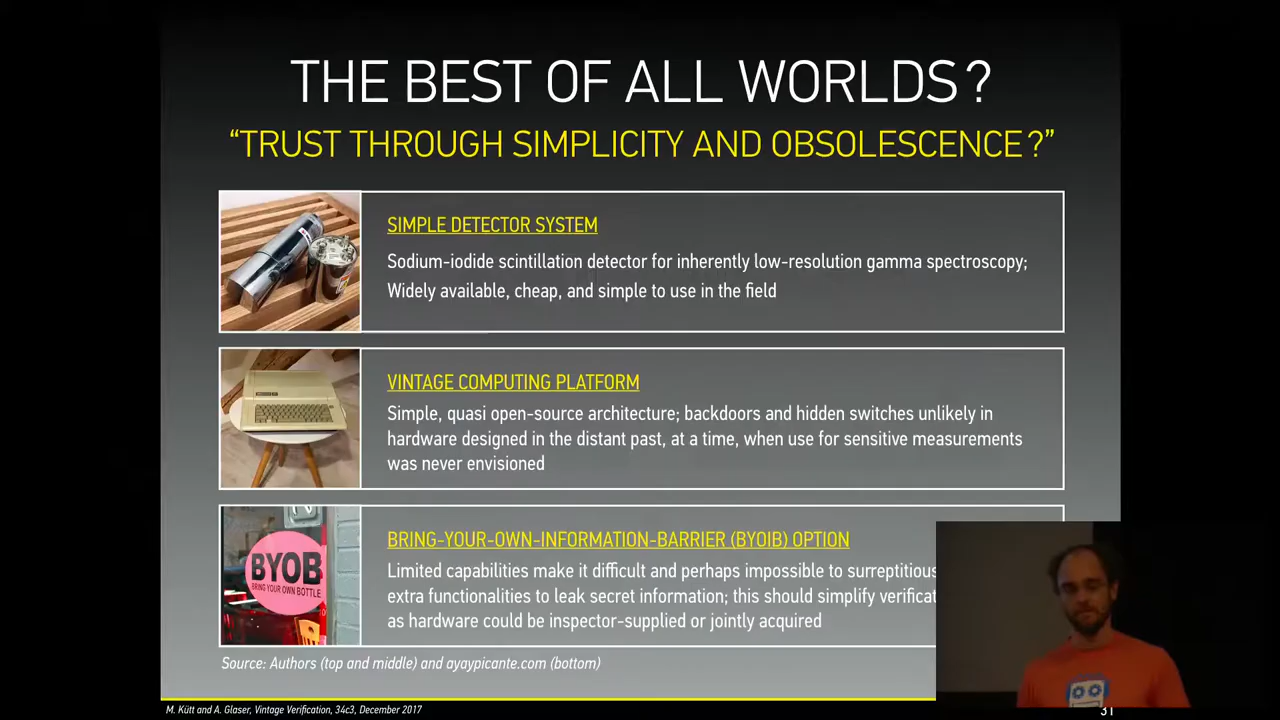 THE BEST OF ALL WORLDS?
“TRUST THROUGH SIMPLICITY AND OBSOLESCENCE?”
SIMPLE DETECTOR SYSTEM
Sodium-iodide scintillation detector for inherently low-resolution gamma spectroscopy;
Widely available, cheap, and simple to use in the field
VINTAGE COMPUTING PLATFORM
Simple, quasi open-source architecture; backdoors and hidden switches unlikely in
hardware designed in the distant past, at a time, when use for sensitive measurements
was never envisioned
BYOB
BRING YOUR OWN BOTTLE
BRING-YOUR-OWN-INFORMATION-BARRIER (BYOIB) OPTION
Limited capabilities make it difficult and perhaps impossible to surreptitious
extra functionalities to leak secret information; this should simplify verificat
as hardware could be inspector-supplied or jointly acquired
Source: Authors (top and middle) and ayaypicante.com (bottom)
M. Kütt and A. Glaser, Vintage Verification, 34c3, December 2017
31